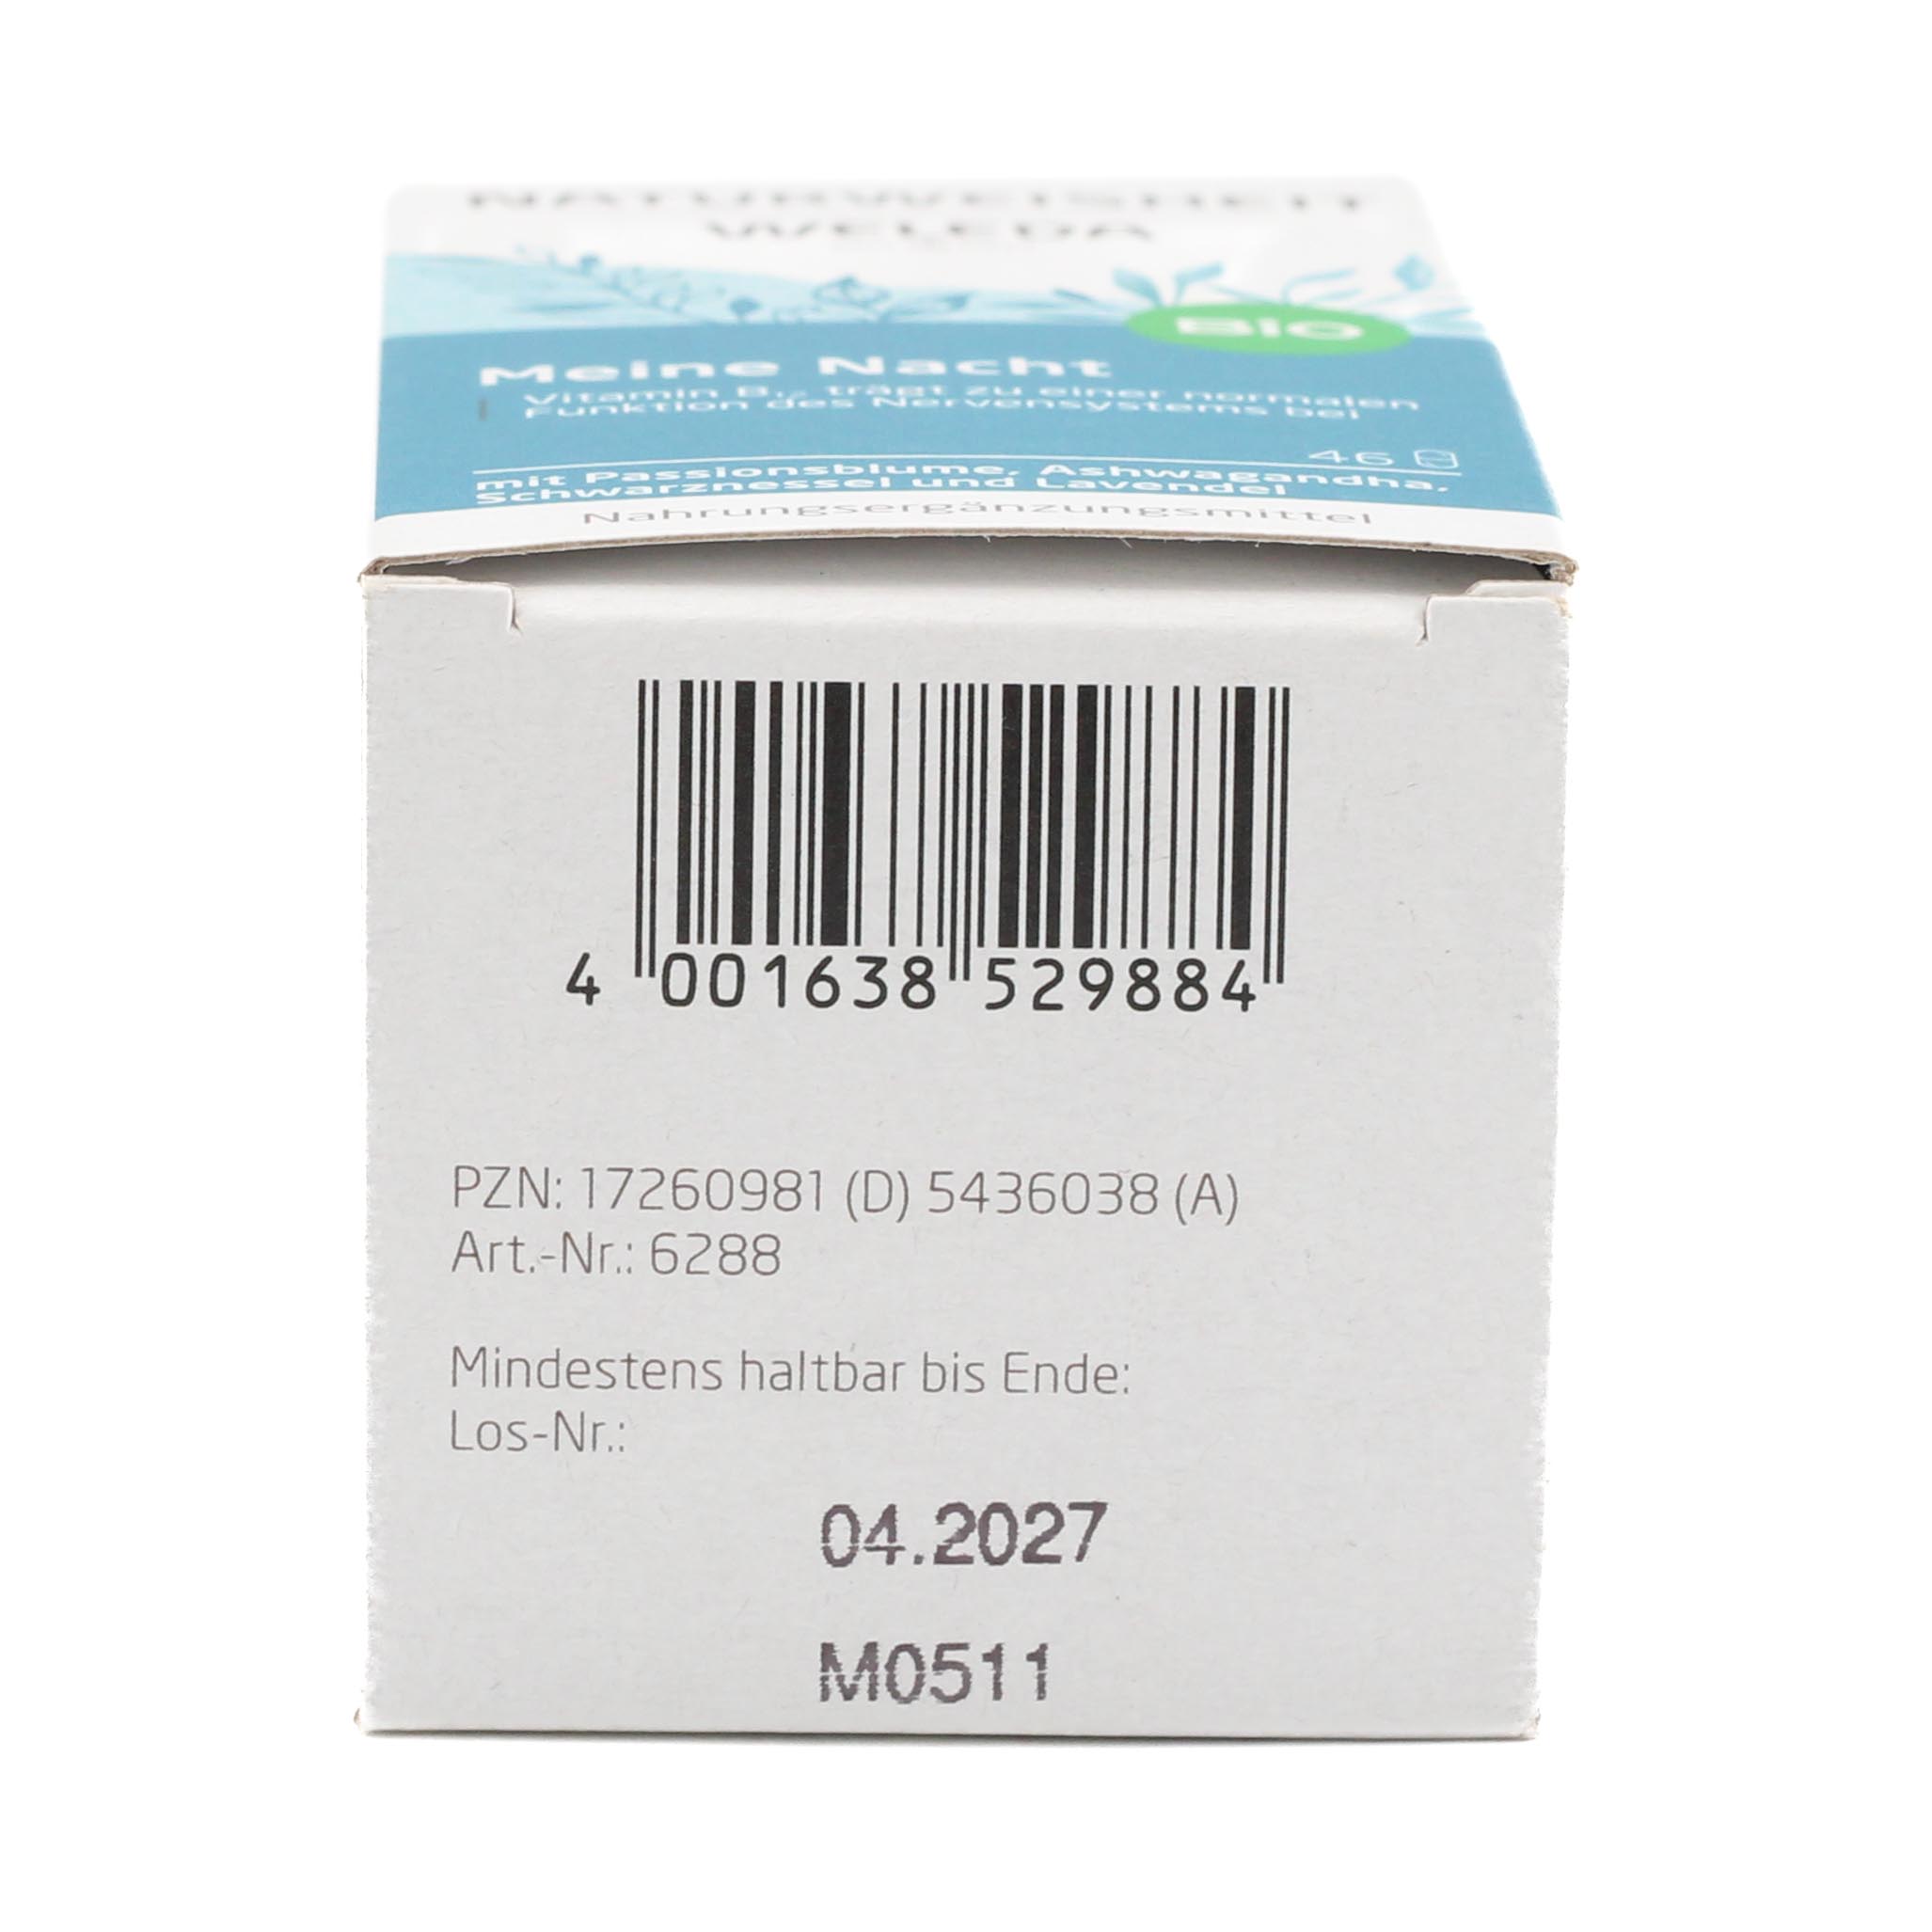 NATURWEISHEIT
WELEDA
Bio
Meine Nacht
Vitamin B₁₂ trägt zu einer normalen
Funktion des Nervensystems bei
46
mit Passionsblume, Ashwagandha,
Schwarznessel und Lavendel
Nahrungsergänzungsmittel
4 001638 529884
PZN: 17260981 (D) 5436038 (A)
Art.-Nr.: 6288
Mindestens haltbar bis Ende:
Los-Nr.:
04.2027
M0511